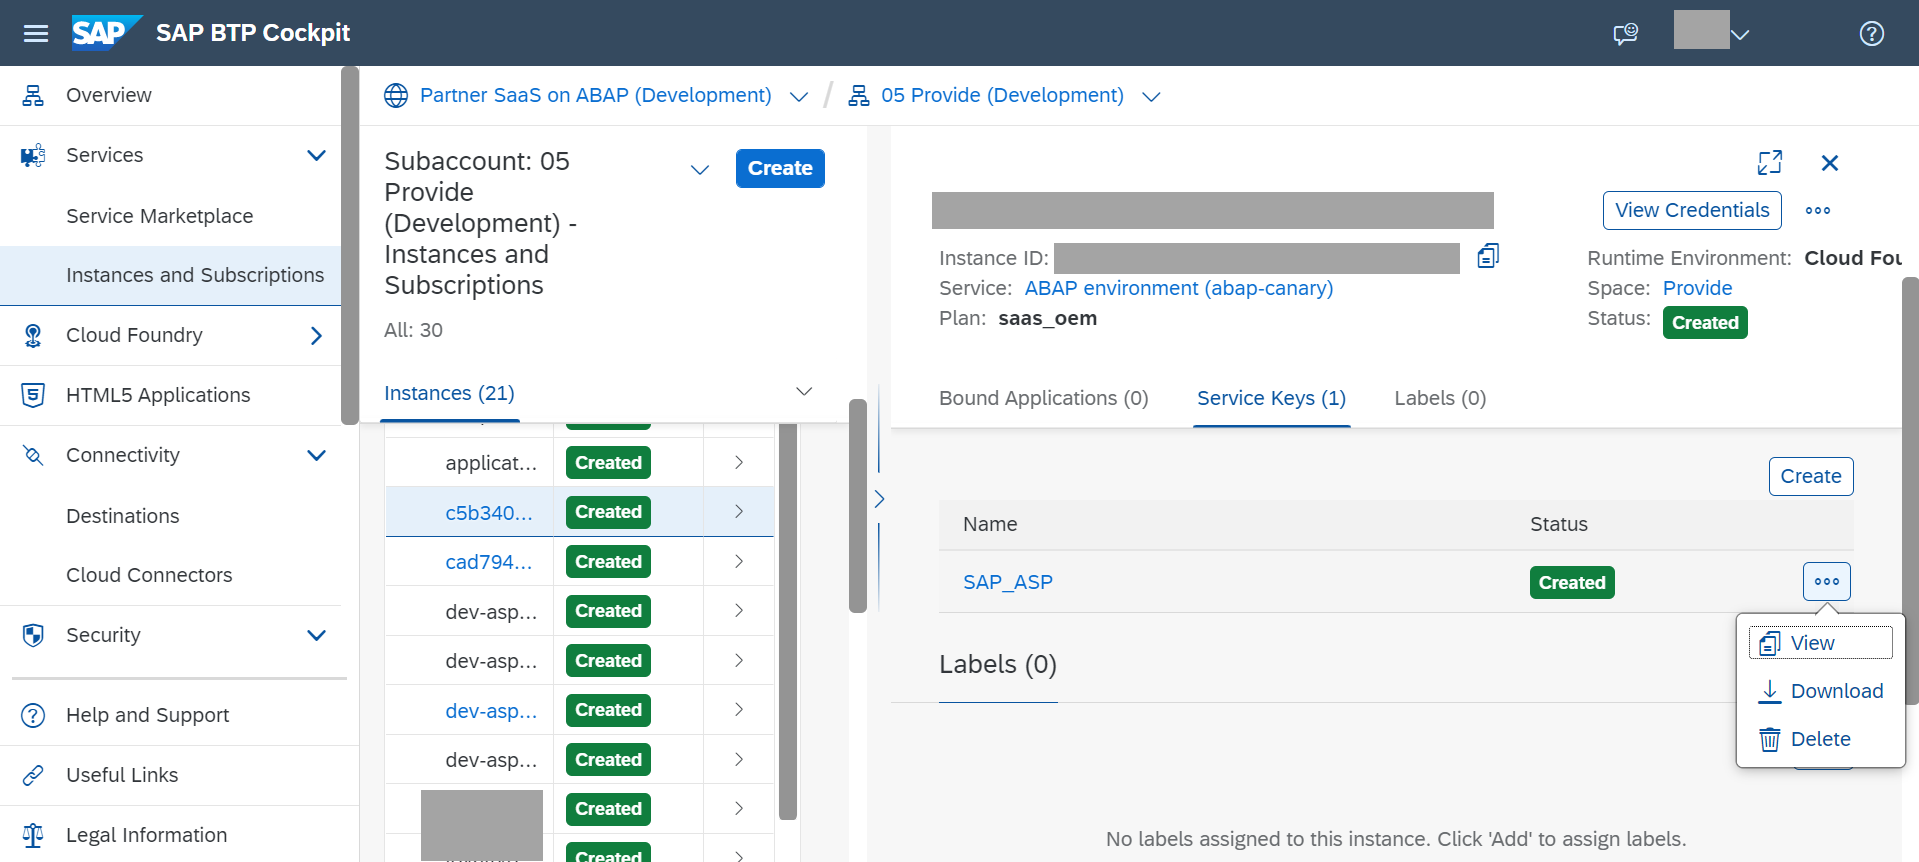 SAP SAP BTP Cockpit
Overview
Services
Service Marketplace
Instances and Subscriptions
Cloud Foundry
HTML5 Applications
Connectivity
Destinations
Cloud Connectors
Security
Help and Support
Useful Links
Legal Information
Partner SaaS on ABAP (Development) / 05 Provide (Development)
Subaccount: 05
Provide
(Development) -
Instances and
Subscriptions
Create
All: 30
Instances (21)
applicat... Created
c5b340... Created
cad794... Created
dev-asp... Created
dev-asp... Created
dev-asp... Created
dev-asp... Created
Created
Created
View Credentials
Instance ID:
Service: ABAP environment (abap-canary)
Plan: saas_oem
Runtime Environment: Cloud Fou
Space: Provide
Status: Created
Bound Applications (0) Service Keys (1) Labels (0)
Create
Name Status
SAP_ASP Created
View
Download
Delete
Labels (0)
No labels assigned to this instance. Click 'Add' to assign labels.